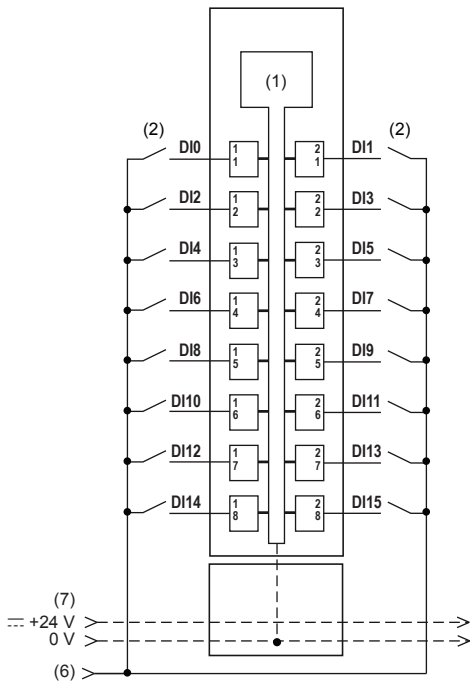 (1)
(2) (2)
DI0 1 1 2 1 DI1
DI2 1 2 2 2 DI3
DI4 1 3 2 3 DI5
DI6 1 4 2 4 DI7
DI8 1 5 2 5 DI9
DI10 1 6 2 6 DI11
DI12 1 7 2 7 DI13
DI14 1 8 2 8 DI15
(7)
+24 V
0 V
(6)